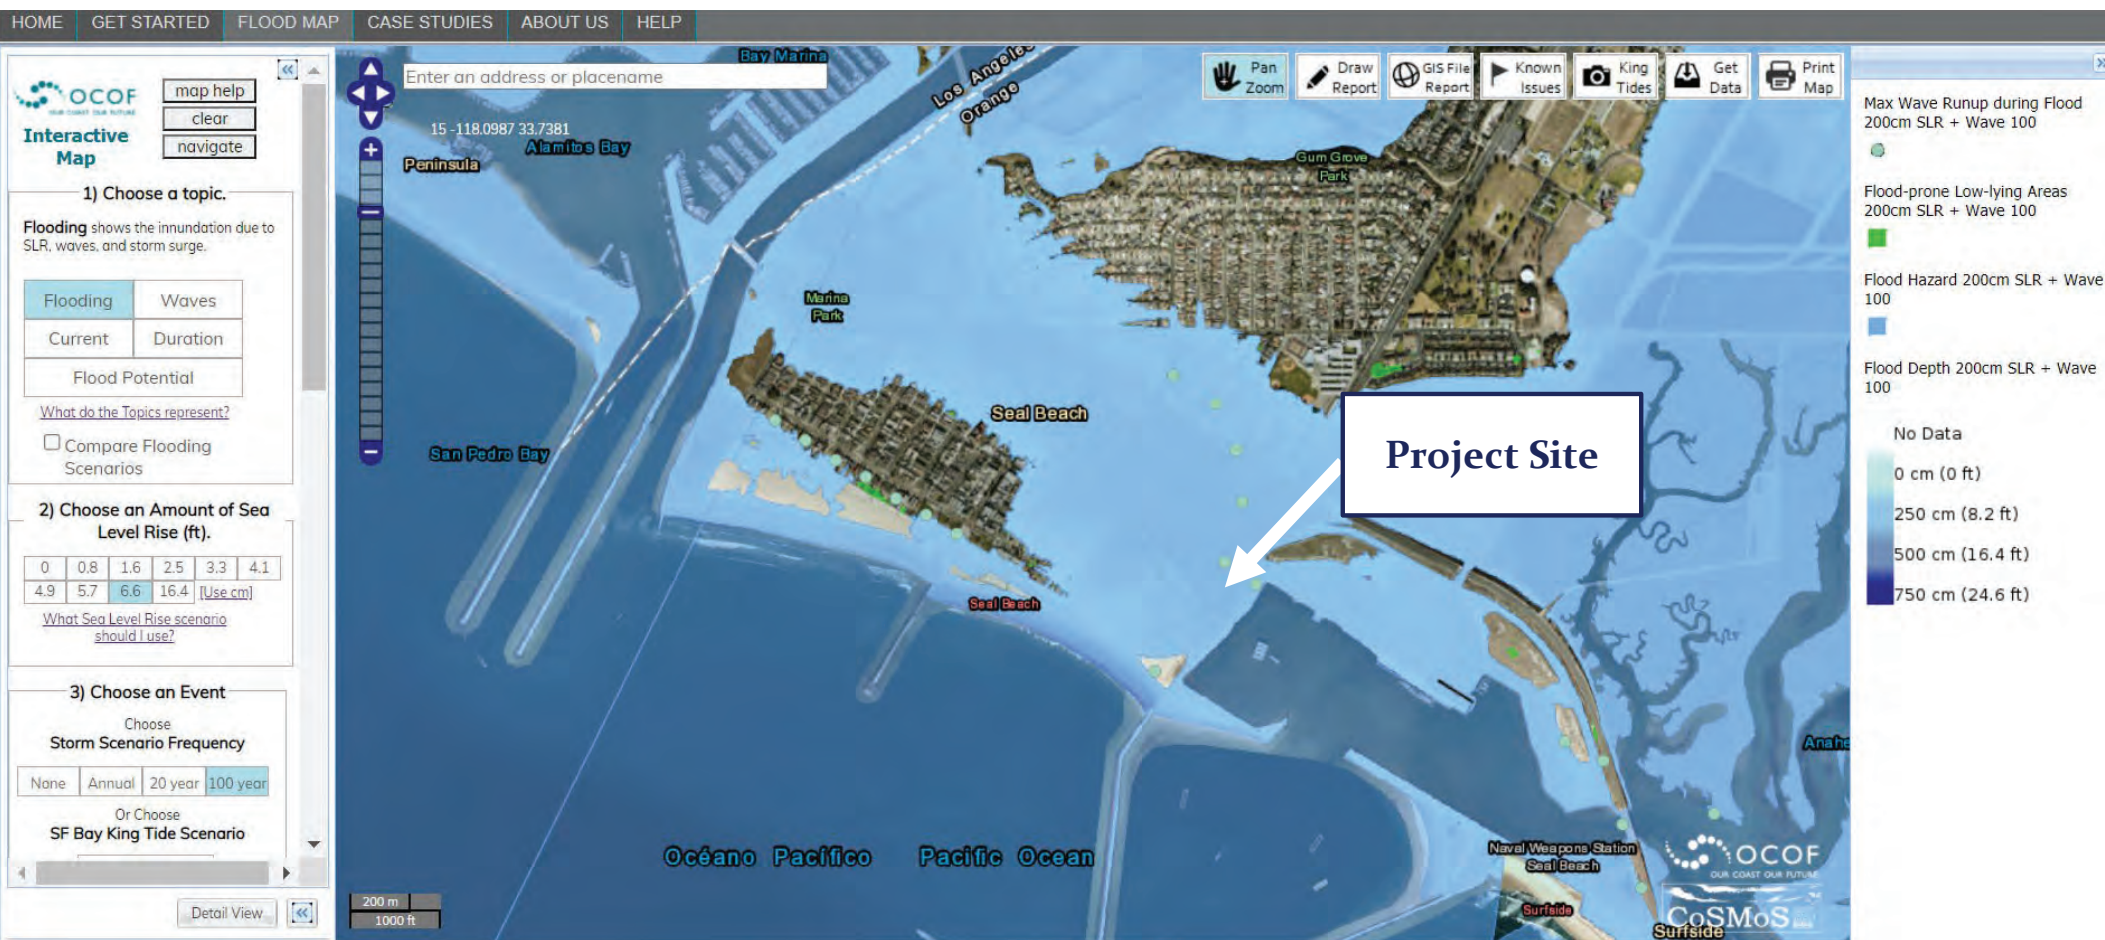 HOME GET STARTED FLOOD MAP CASE STUDIES ABOUT US HELP
OCOF
OUR COAST OUR FUTURE
Interactive
Map
map help
clear
navigate
1) Choose a topic.
Flooding shows the innundation due to
SLR, waves, and storm surge.
Flooding Waves
Current Duration
Flood Potential
What do the Topics represent?
Compare Flooding
Scenarios
2) Choose an Amount of Sea
Level Rise (ft).
0 0.8 1.6 2.5 3.3 4.1
4.9 5.7 6.6 16.4 [Use cm]
What Sea Level Rise scenario
should I use?
3) Choose an Event
Choose
Storm Scenario Frequency
None Annual 20 year 100 year
Or Choose
SF Bay King Tide Scenario
Detail View
Enter an address or placename
15 -118.0987 33.7381
Pan
Zoom
Draw
Report
GIS File
Report
Known
Issues
King
Tides
Get
Data
Print
Map
Bay Marina
Los Angeles
Orange
Alamitos Bay
Peninsula
Gum Grove
Park
Marina
Park
Seal Beach
San Pedro Bay
Project Site
Seal Beach
Anahe
Océano Pacífico Pacific Ocean
Naval Weapons Station
Seal Beach
Surfside
Surfside
OCOF
OUR COAST OUR FUTURE
CoSMoS
200 m
1000 ft
Max Wave Runup during Flood
200cm SLR + Wave 100
Flood-prone Low-lying Areas
200cm SLR + Wave 100
Flood Hazard 200cm SLR + Wave
100
Flood Depth 200cm SLR + Wave
100
No Data
0 cm (0 ft)
250 cm (8.2 ft)
500 cm (16.4 ft)
750 cm (24.6 ft)